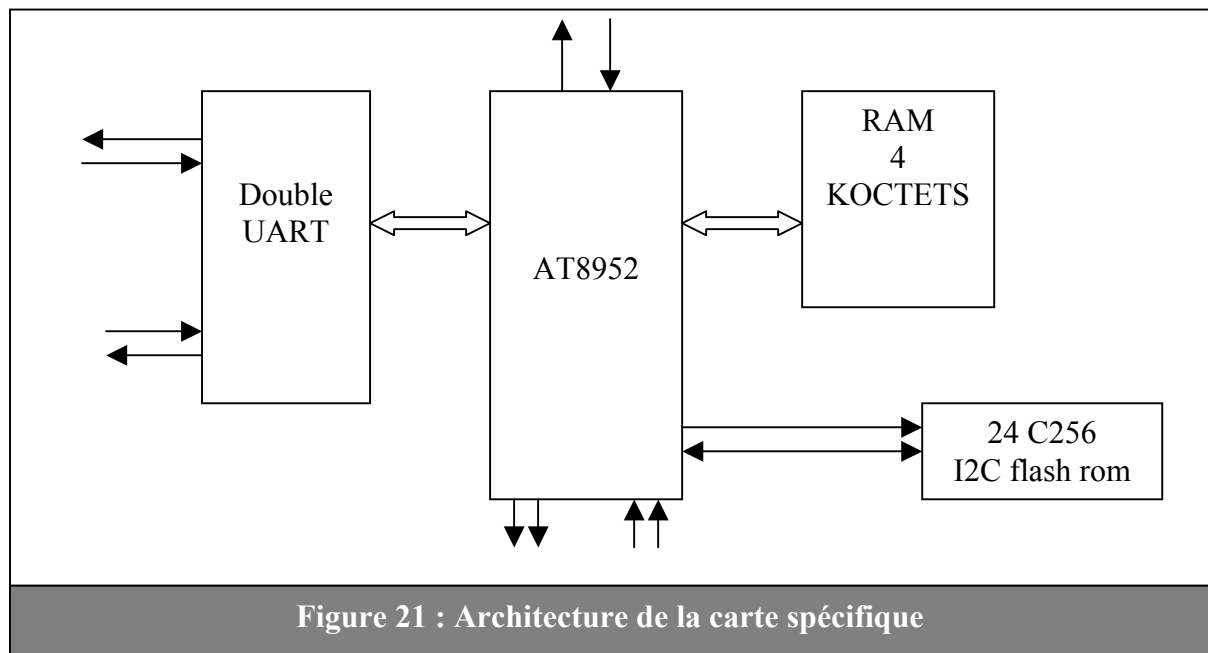 Double
UART
AT8952
RAM
4
KOCTETS
24 C256
I2C flash rom
Figure 21 : Architecture de la carte spécifique